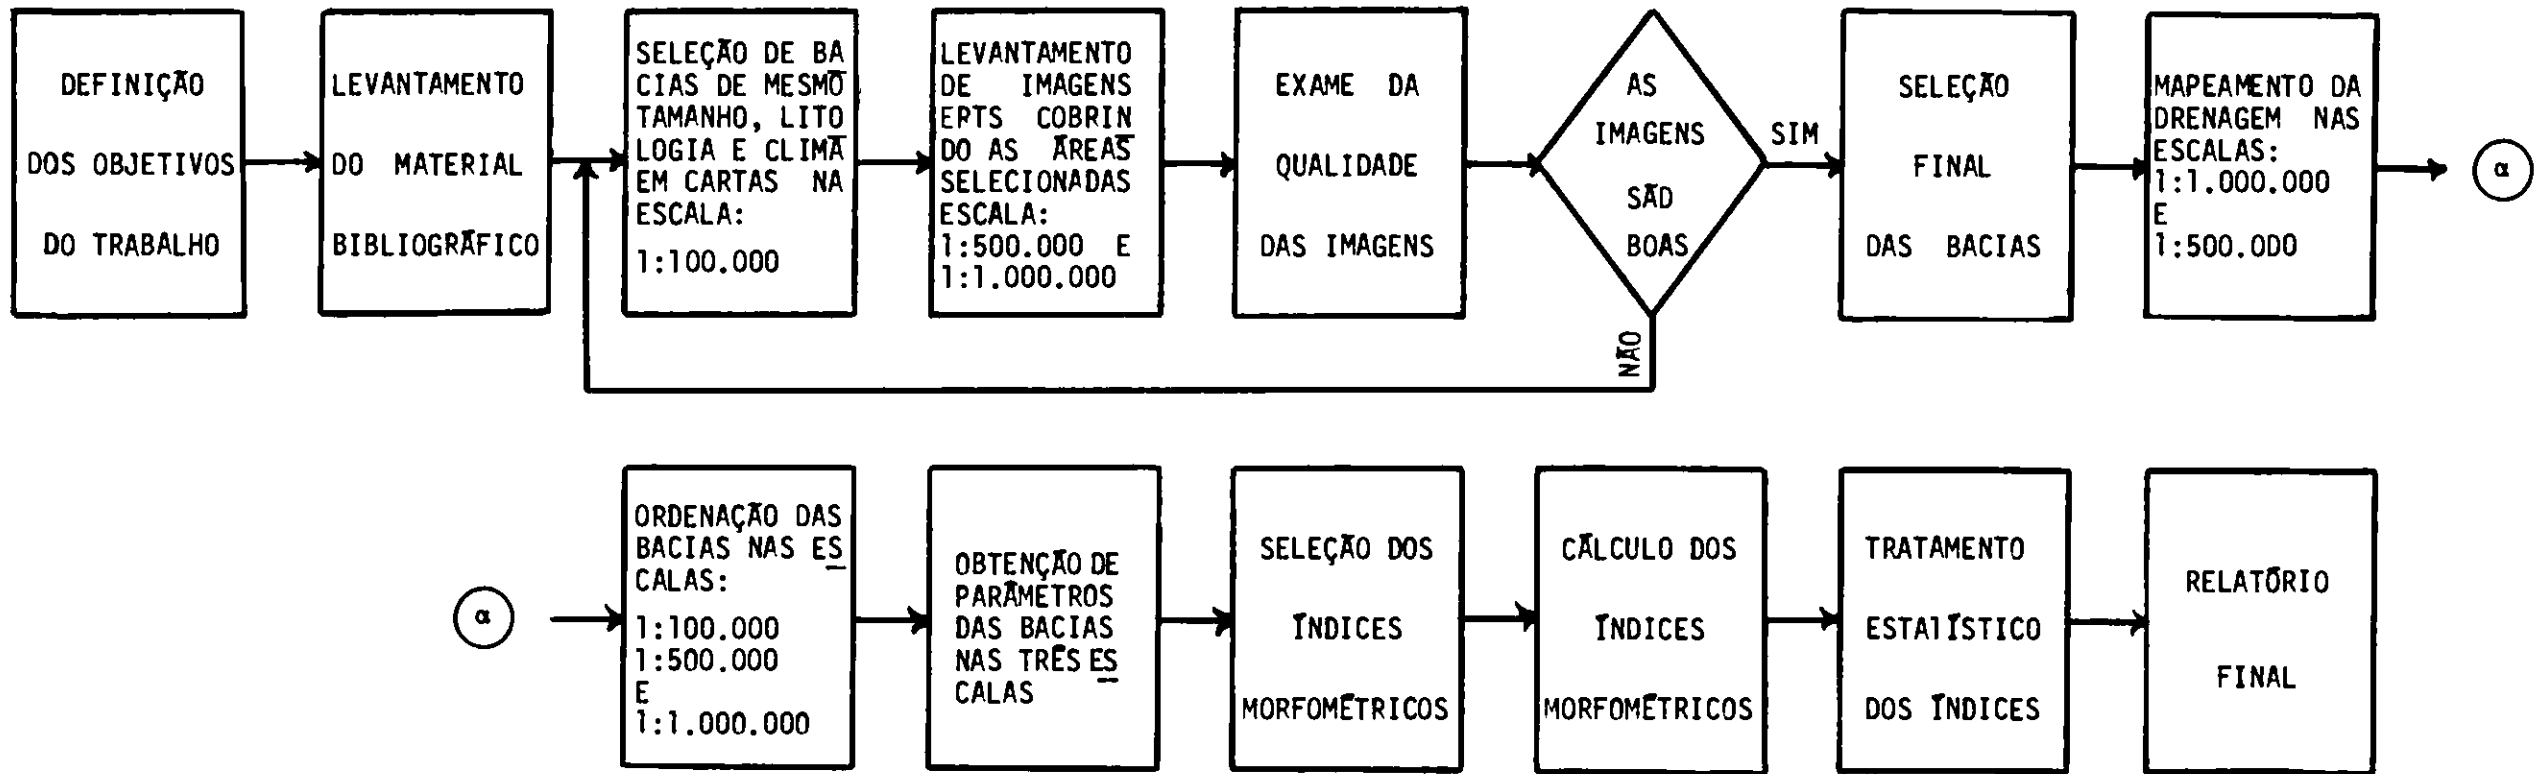 DEFINIÇÃO
DOS OBJETIVOS
DO TRABALHO
LEVANTAMENTO
DO MATERIAL
BIBLIOGRÁFICO
SELEÇÃO DE BA
CIAS DE MESMO
TAMANHO, LITO
LOGIA E CLIMA
EM CARTAS NA
ESCALA:
1:100.000
LEVANTAMENTO
DE IMAGENS
ERTS COBRIN
DO AS ÁREAS
SELECIONADAS
ESCALA:
1:500.000 E
1:1.000.000
EXAME DA
QUALIDADE
DAS IMAGENS
AS
IMAGENS
SÃO
BOAS
SIM
NÃO
SELEÇÃO
FINAL
DAS BACIAS
MAPEAMENTO DA
DRENAGEM NAS
ESCALAS:
1:1.000.000
E
1:500.000
α
α
ORDENAÇÃO DAS
BACIAS NAS ES
CALAS:
1:100.000
1:500.000
E
1:1.000.000
OBTENÇÃO DE
PARÂMETROS
DAS BACIAS
NAS TRÊS ES
CALAS
SELEÇÃO DOS
ÍNDICES
MORFOMÉTRICOS
CÁLCULO DOS
ÍNDICES
MORFOMÉTRICOS
TRATAMENTO
ESTATÍSTICO
DOS ÍNDICES
RELATÓRIO
FINAL